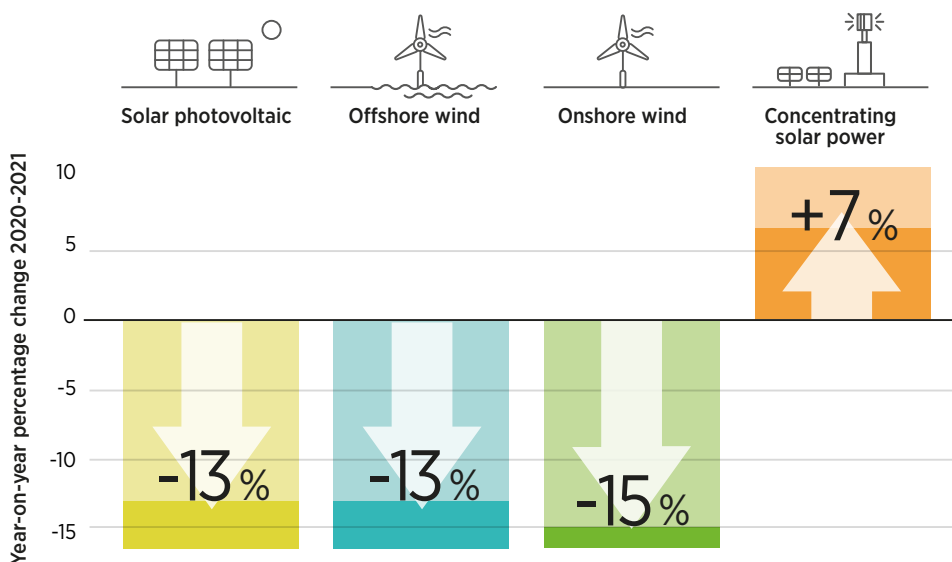 Solar photovoltaic
Offshore wind
Onshore wind
Concentrating
solar power
Year-on-year percentage change 2020-2021
10
5
0
-5
-10
-15
-13 %
-13 %
-15 %
+7 %